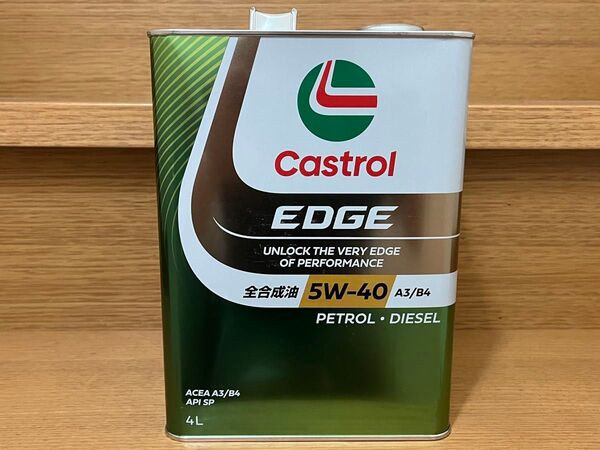 Castrol
EDGE
UNLOCK THE VERY EDGE
OF PERFORMANCE
全合成油 5W-40 A3/B4
PETROL • DIESEL
ACEA A3/B4
API SP
4L